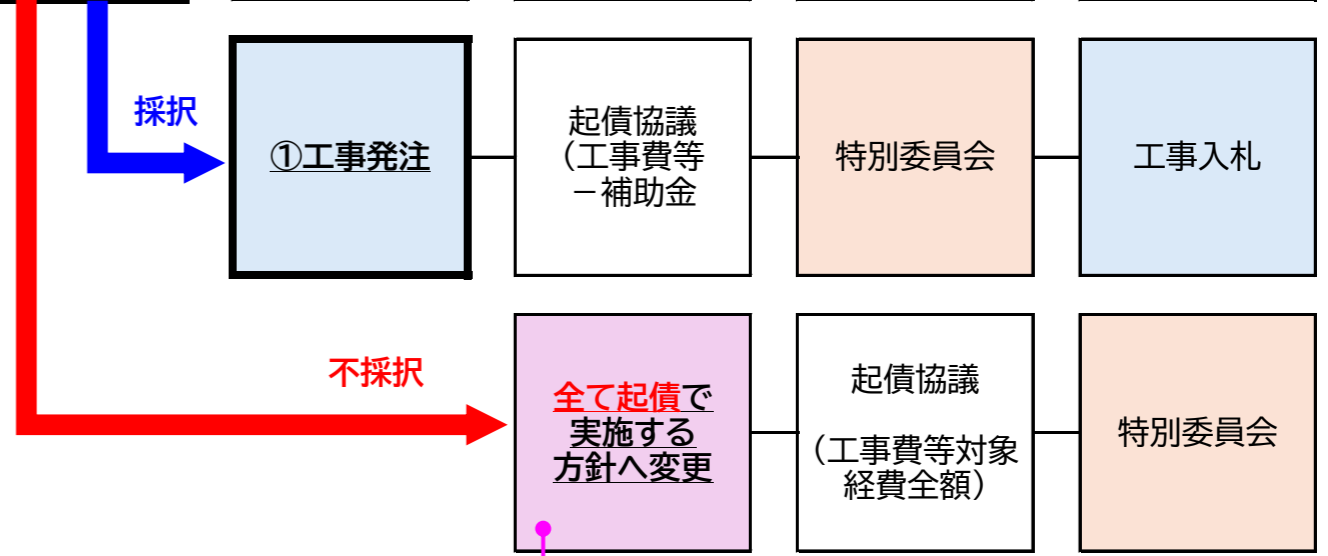 採択
①工事発注
起債協議
（工事費等
－補助金
特別委員会
工事入札
不採択
全て起債で
実施する
方針へ変更
起債協議
（工事費等対象
経費全額）
特別委員会